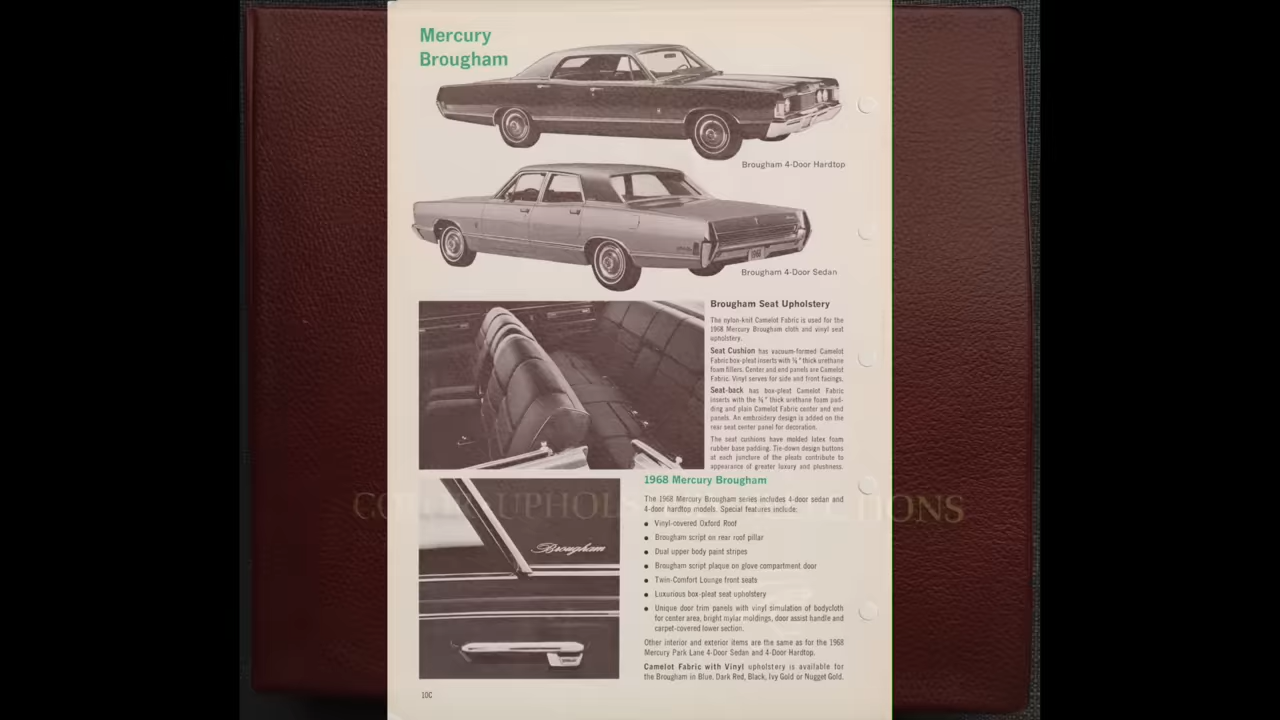 Mercury
Brougham
Brougham 4-Door Hardtop
Brougham 4-Door Sedan
Brougham Seat Upholstery
The nylon-knit Camelot Fabric is used for the
1968 Mercury Brougham cloth and vinyl seat
upholstery.
Seat Cushion has vacuum-formed Camelot
Fabric box-pleat inserts with ¾" thick urethane
foam fillers. Center and end panels are Camelot
Fabric. Vinyl serves for side and front facings.
Seat-back has box-pleat Camelot Fabric
inserts with the ¾" thick urethane foam pad-
ding and plain Camelot Fabric center and end
panels. An embroidery design is added on the
rear seat center panel for decoration.
The seat cushions have molded latex foam
rubber base padding. Tie-down design buttons
at each juncture of the pleats contribute to
appearance of greater luxury and plushness.
1968 Mercury Brougham
The 1968 Mercury Brougham series includes 4-door sedan and
4-door hardtop models. Special features include:
● Vinyl-covered Oxford Roof
● Brougham script on rear roof pillar
● Dual upper body paint stripes
● Brougham script plaque on glove compartment door
● Twin-Comfort Lounge front seats
● Luxurious box-pleat seat upholstery
● Unique door trim panels with vinyl simulation of bodycloth
for center area, bright mylar moldings, door assist handle and
carpet-covered lower section.
Other interior and exterior items are the same as for the 1968
Mercury Park Lane 4-Door Sedan and 4-Door Hardtop.
Camelot Fabric with Vinyl upholstery is available for
the Brougham in Blue, Dark Red, Black, Ivy Gold or Nugget Gold.
Brougham
1968
10C